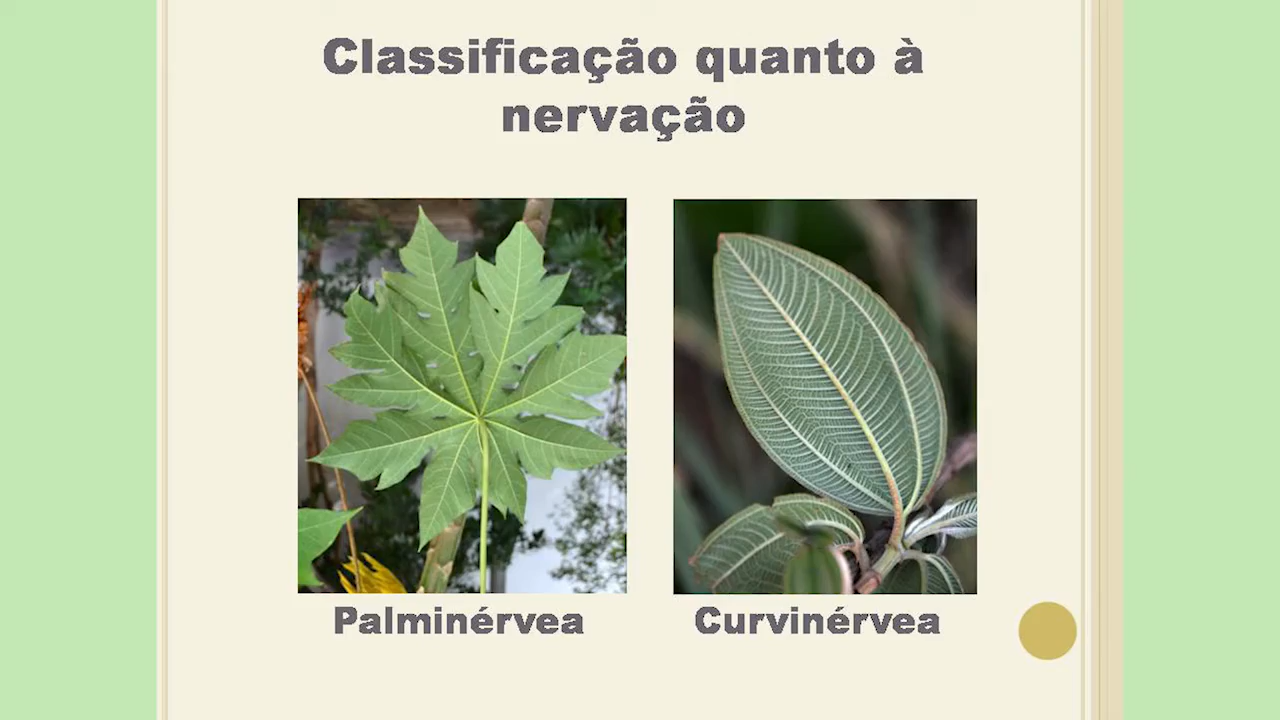 Classificação quanto à
nervação
Palminérvea
Curvinérvea